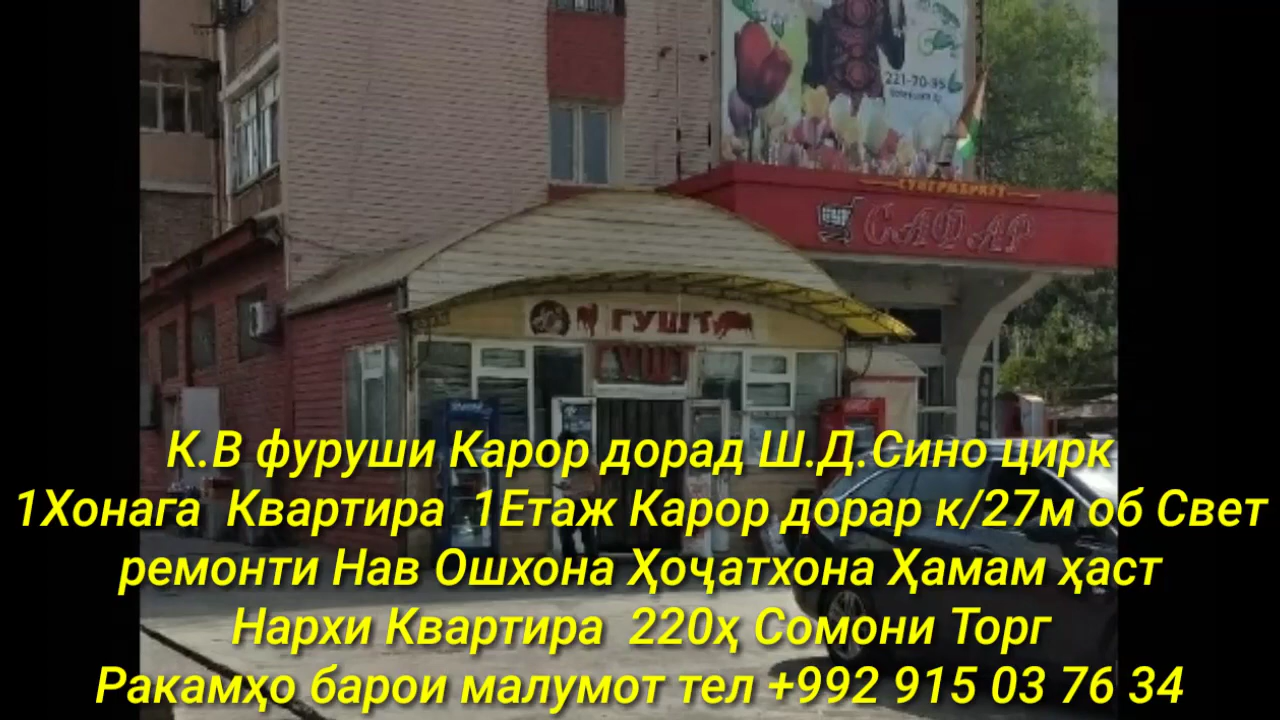 221-70-95
СУПЕРМАРКЕТ
САФАР
ГУШТ
ГУШТ
К.В фуруши Карор дорад Ш.Д.Сино цирк
1Хонага Квартира 1Етаж Карор дорар к/27м об Свет
ремонти Нав Ошхона Ҳоҷатхона Ҳамам ҳаст
Нархи Квартира 220ҳ Сомони Торг
Ракамҳо барои малумот тел +992 915 03 76 34